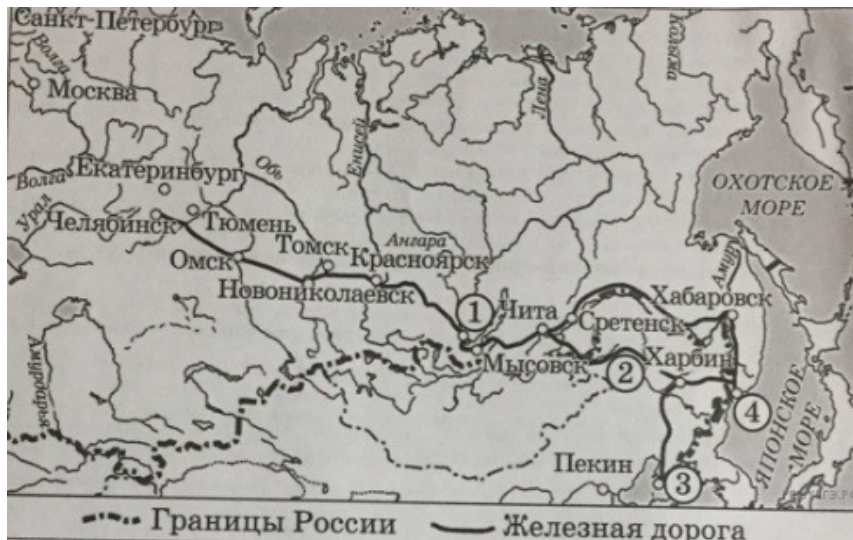 Санкт-Петербург
Волга
Москва
Колыма
Лена
Енисей
Обь
ОХОТСКОЕ
МОРЕ
Екатеринбург
Волга
Урал
Тюмень
Челябинск
Томск
Ангара
Красноярск
Омск
Новониколаевск
Амур
Хабаровск
1
Чита
Сретенск
Мысовск
2
Харбин
4
ЯПОНСКОЕ
МОРЕ
Амударья
Пекин
3
Границы России
Железная дорога